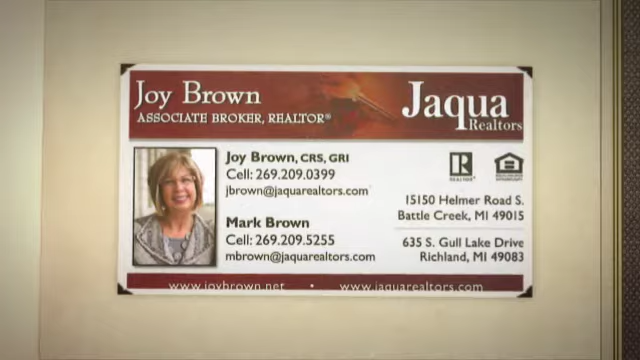 Joy Brown
ASSOCIATE BROKER, REALTOR®
Jaqua
Realtors
Joy Brown, CRS, GRI
Cell: 269.209.0399
jbrown@jaquarealtors.com
Mark Brown
Cell: 269.209.5255
mbrown@jaquarealtors.com
REALTOR®
15150 Helmer Road S.
Battle Creek, MI 49015
635 S. Gull Lake Drive
Richland, MI 49083
www.joybrown.net • www.jaquarealtors.com